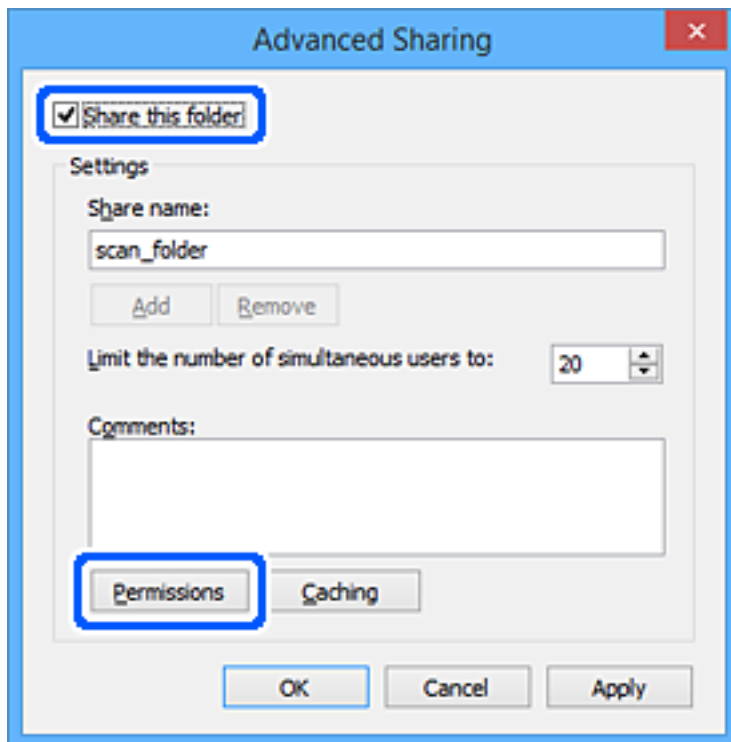 Advanced Sharing
Share this folder
Settings
Share name:
scan_folder
Add Remove
Limit the number of simultaneous users to: 20
Comments:
Permissions Caching
OK Cancel Apply